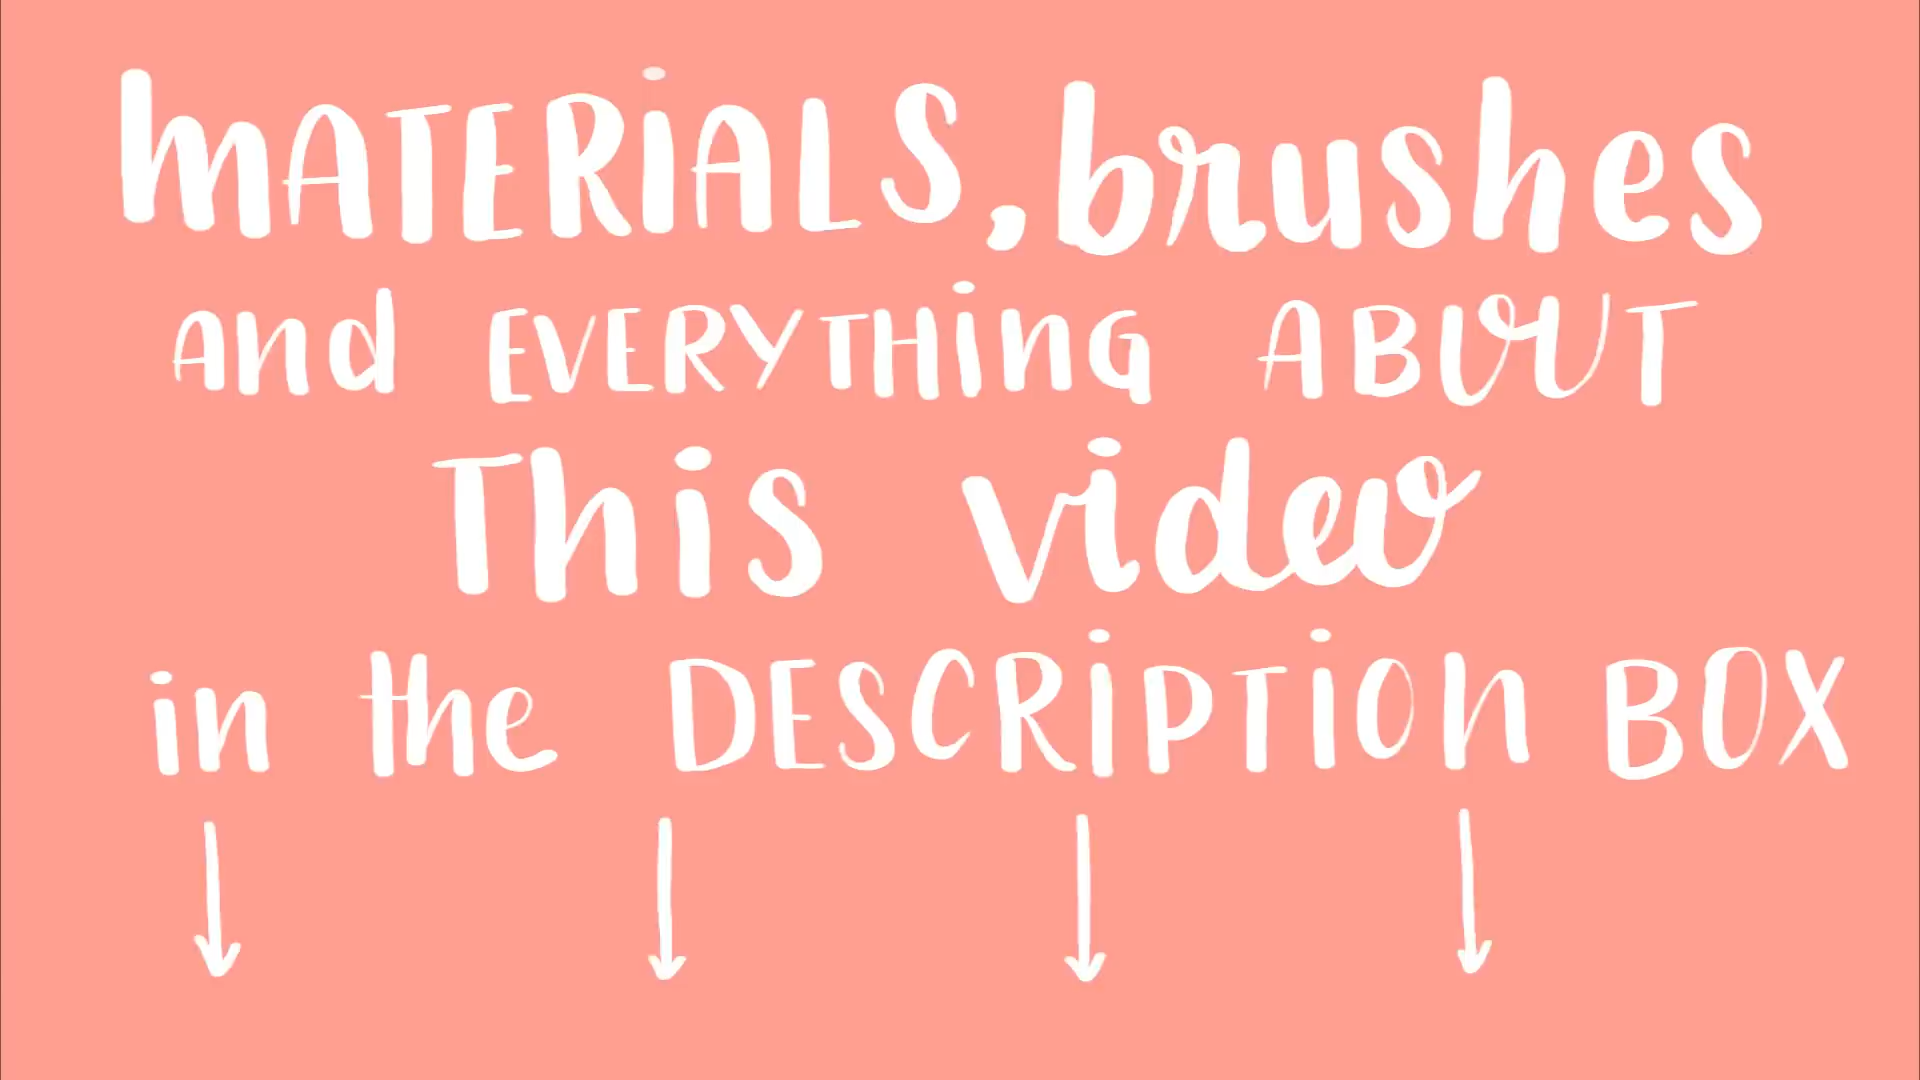 MATERIALS, brushes
and EVERYTHING ABOUT
This video
in the DESCRIPTION BOX